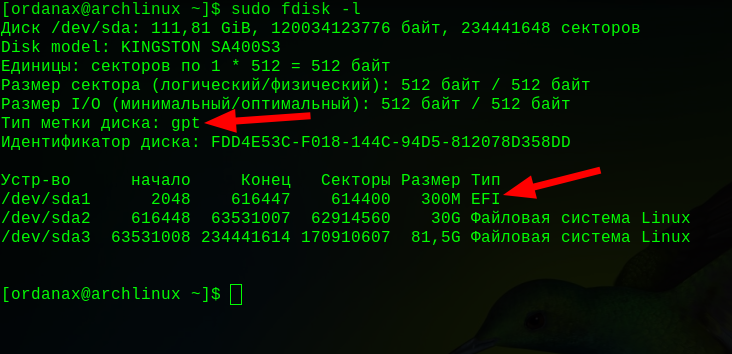 [ordanax@archlinux ~]$ sudo fdisk -l
Диск /dev/sda: 111,81 GiB, 120034123776 байт, 234441648 секторов
Disk model: KINGSTON SA400S3
Единицы: секторов по 1 * 512 = 512 байт
Размер сектора (логический/физический): 512 байт / 512 байт
Размер I/O (минимальный/оптимальный): 512 байт / 512 байт
Тип метки диска: gpt
Идентификатор диска: FDD4E53C-F018-144C-94D5-812078D358DD
Устр-во начало Конец Секторы Размер Тип
/dev/sda1 2048 616447 614400 300M EFI
/dev/sda2 616448 63531007 62914560 30G Файловая система Linux
/dev/sda3 63531008 234441614 170910607 81,5G Файловая система Linux
[ordanax@archlinux ~]$